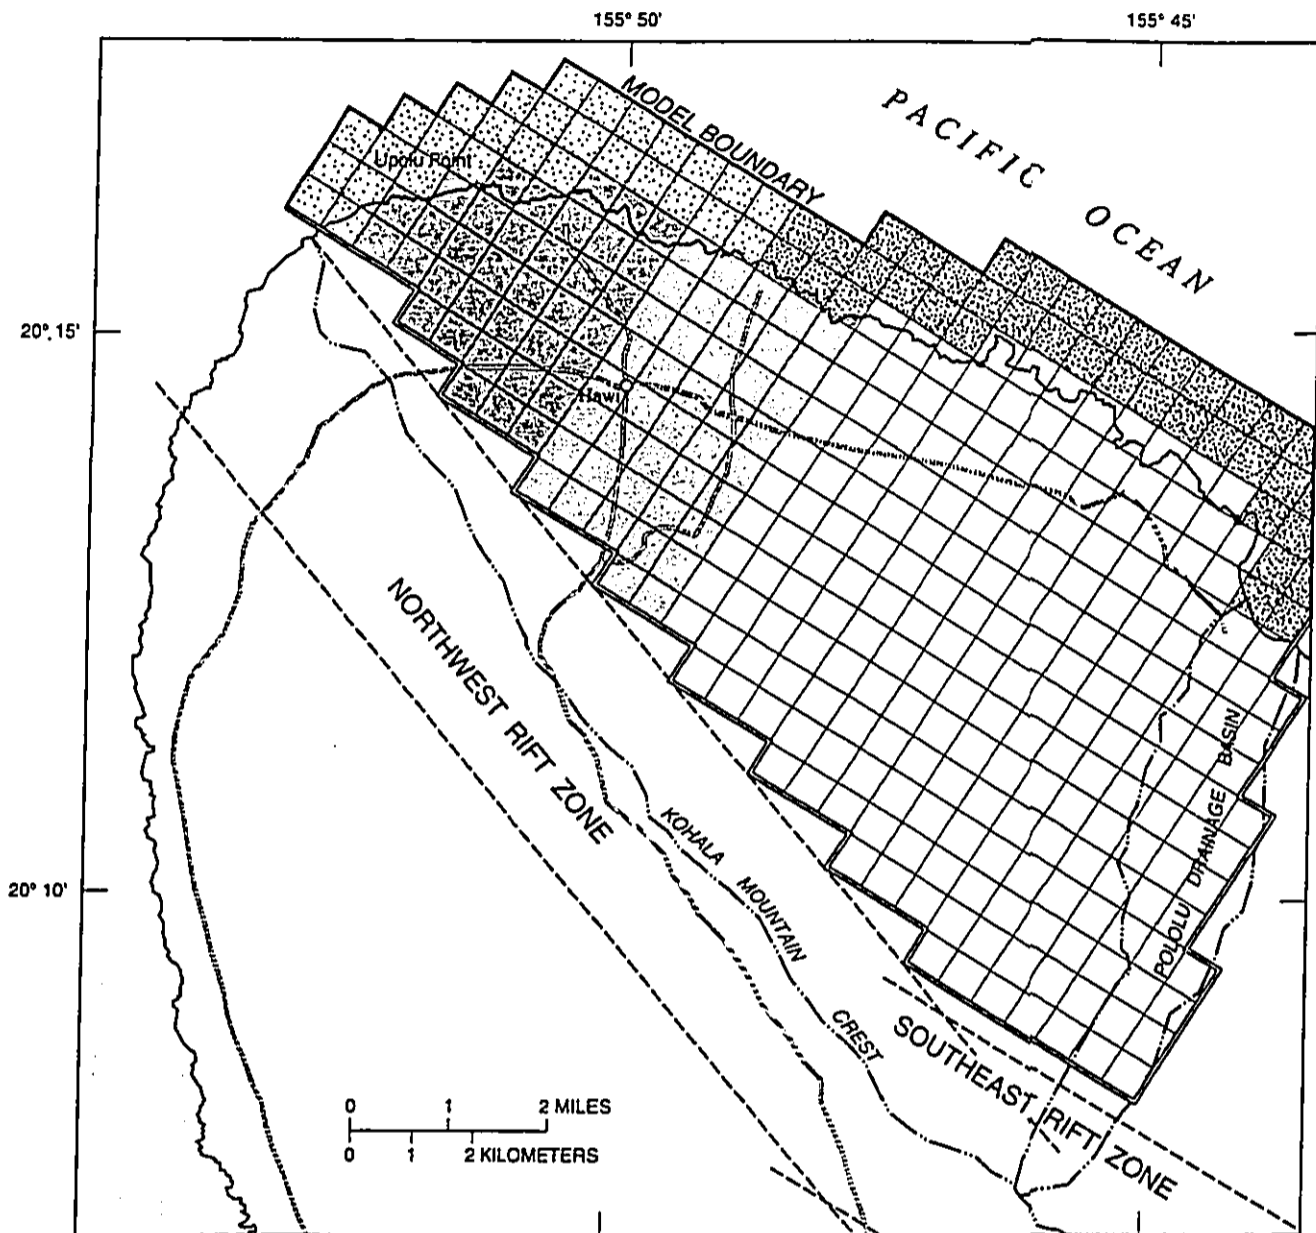 155° 50'
155° 45'
PACIFIC OCEAN
MODEL BOUNDARY
Upolu Point
20° 15'
Hawi
NORTHWEST RIFT ZONE
KOHALA MOUNTAIN CREST
POLOLU DRAINAGE BASIN
20° 10'
SOUTHEAST RIFT ZONE
0 1 2 MILES
0 1 2 KILOMETERS